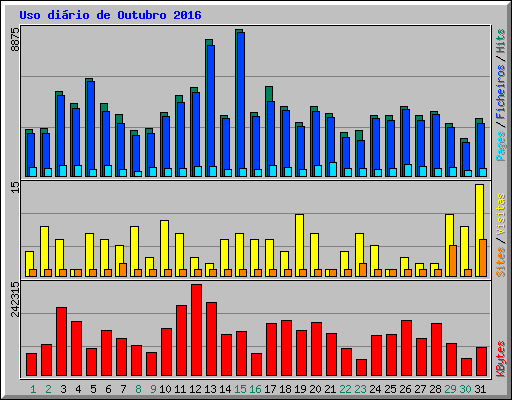 Uso diário de Outubro 2016
8875
Pages / Ficheiros / Hits
15
Sites / Visitas
242315
KBytes
1 2 3 4 5 6 7 8 9 10 11 12 13 14 15 16 17 18 19 20 21 22 23 24 25 26 27 28 29 30 31